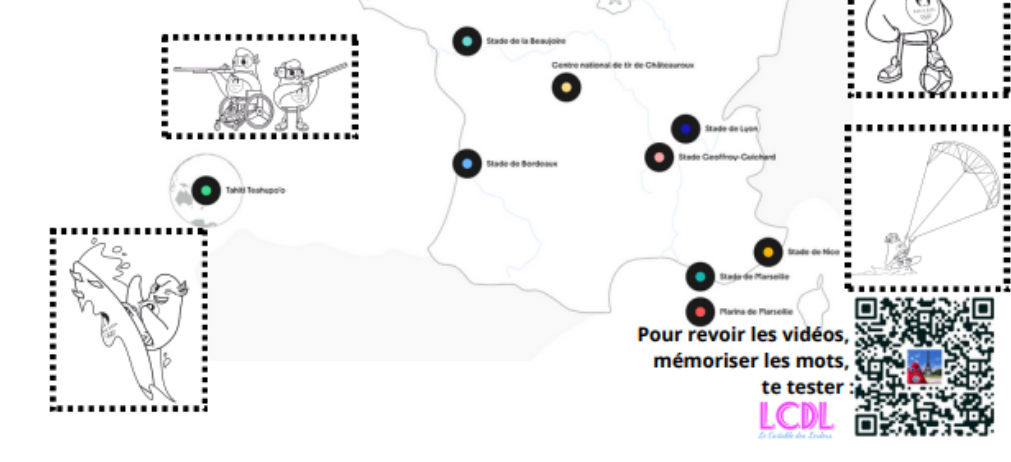 Stade de la Beaujoire
Centre national de tir de Châteauroux
Stade de Lyon
Stade Geoffroy-Guichard
Stade de Bordeaux
Tahiti Teahupo'o
Stade de Nice
Stade de Marseille
Marina de Marseille
Pour revoir les vidéos,
mémoriser les mots,
te tester :
LCDL